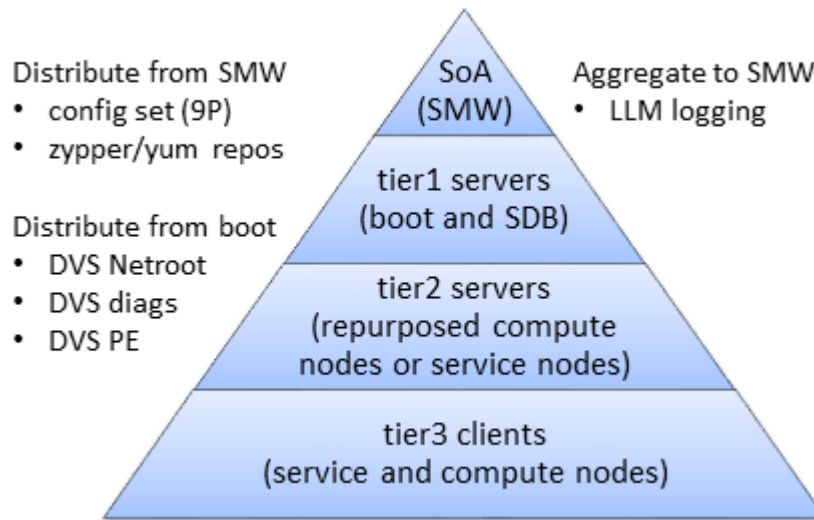 Distribute from SMW
• config set (9P)
• zypper/yum repos
Distribute from boot
• DVS Netroot
• DVS diags
• DVS PE
SoA
(SMW)
tier1 servers
(boot and SDB)
tier2 servers
(repurposed compute
nodes or service nodes)
tier3 clients
(service and compute nodes)
Aggregate to SMW
• LLM logging